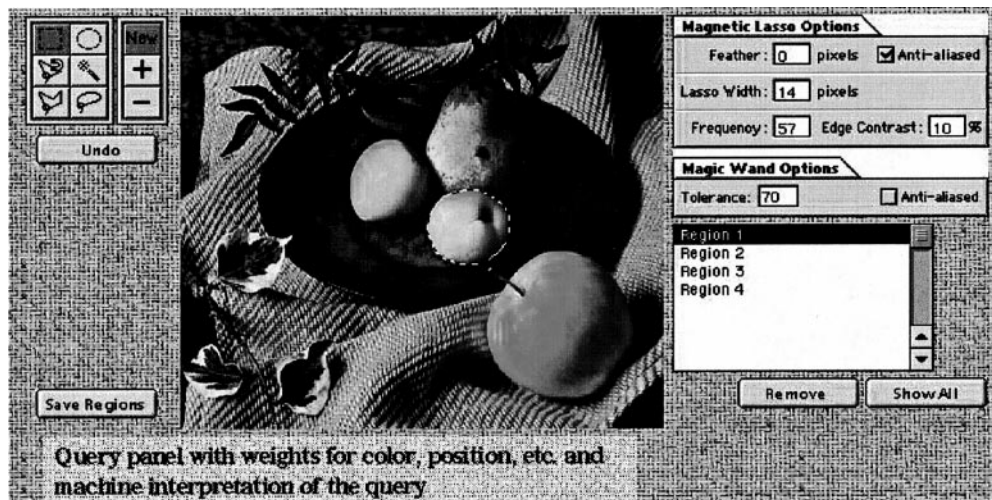 New
Undo
Save Regions
Magnetic Lasso Options
Feather: 0 pixels Anti-aliased
Lasso Width: 14 pixels
Frequency: 57 Edge Contrast: 10 %
Magic Wand Options
Tolerance: 70 Anti-aliased
Region 1
Region 2
Region 3
Region 4
Remove Show All
Query panel with weights for color, position, etc. and
machine interpretation of the query